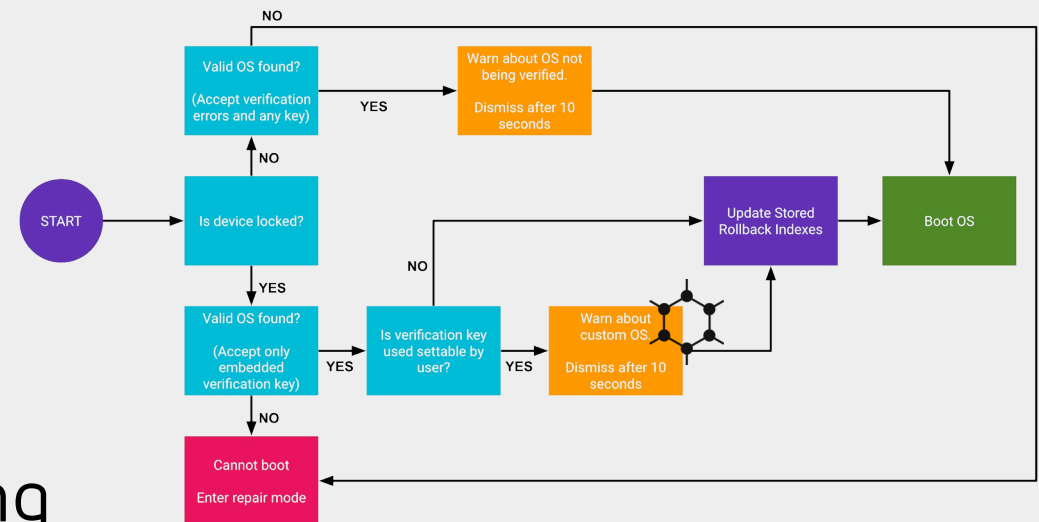 NO
Valid OS found?
(Accept verification
errors and any key)
YES
Warn about OS not
being verified.
Dismiss after 10
seconds
NO
START
Is device locked?
Update Stored
Rollback Indexes
Boot OS
NO
YES
Valid OS found?
(Accept only
embedded
verification key)
YES
Is verification key
used settable by
user?
YES
Warn about
custom OS.
Dismiss after 10
seconds
NO
Cannot boot
Enter repair mode